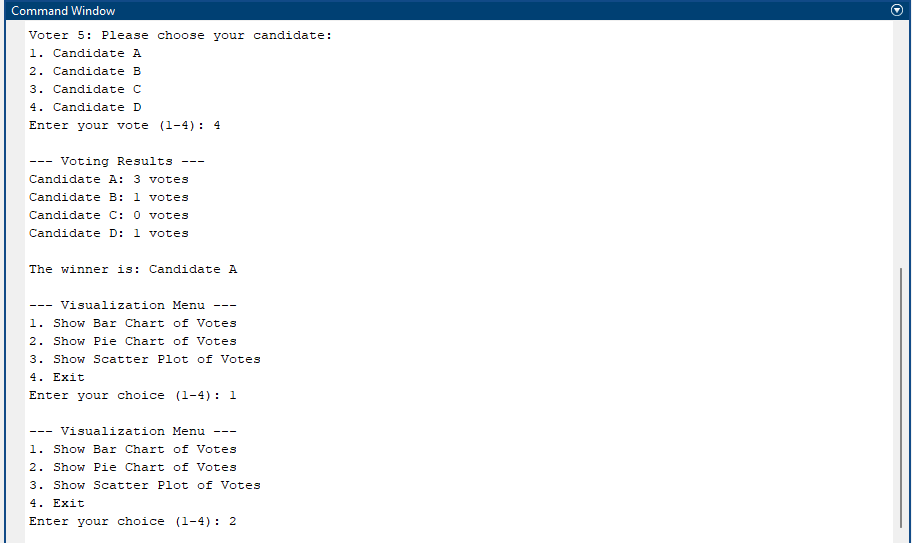 Command Window
Voter 5: Please choose your candidate:
1. Candidate A
2. Candidate B
3. Candidate C
4. Candidate D
Enter your vote (1-4): 4
--- Voting Results ---
Candidate A: 3 votes
Candidate B: 1 votes
Candidate C: 0 votes
Candidate D: 1 votes
The winner is: Candidate A
--- Visualization Menu ---
1. Show Bar Chart of Votes
2. Show Pie Chart of Votes
3. Show Scatter Plot of Votes
4. Exit
Enter your choice (1-4): 1
--- Visualization Menu ---
1. Show Bar Chart of Votes
2. Show Pie Chart of Votes
3. Show Scatter Plot of Votes
4. Exit
Enter your choice (1-4): 2